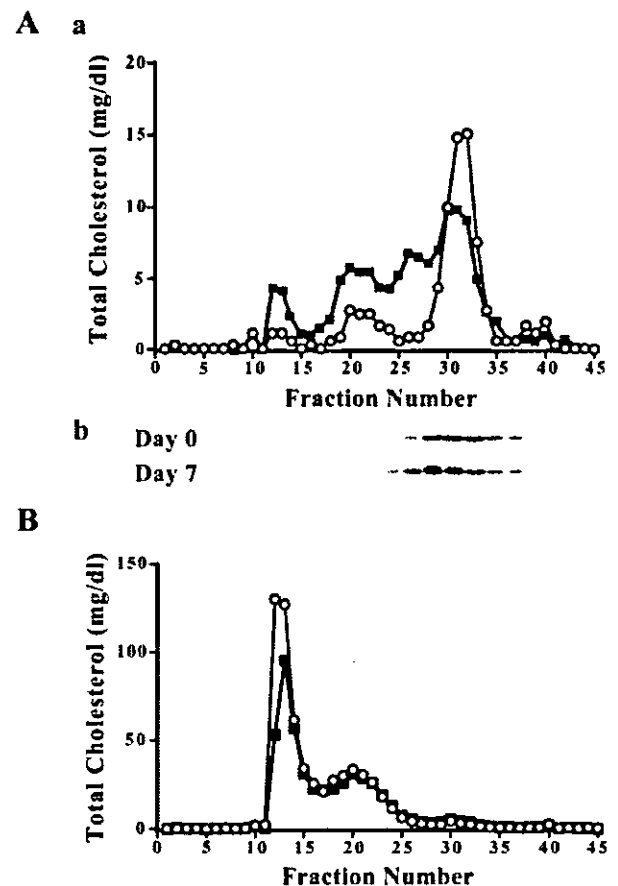 A a
20
15
10
5
0
Total Cholesterol (mg/dl)
0 5 10 15 20 25 30 35 40 45
Fraction Number
b
Day 0
Day 7
B
150
100
50
0
Total Cholesterol (mg/dl)
0 5 10 15 20 25 30 35 40 45
Fraction Number